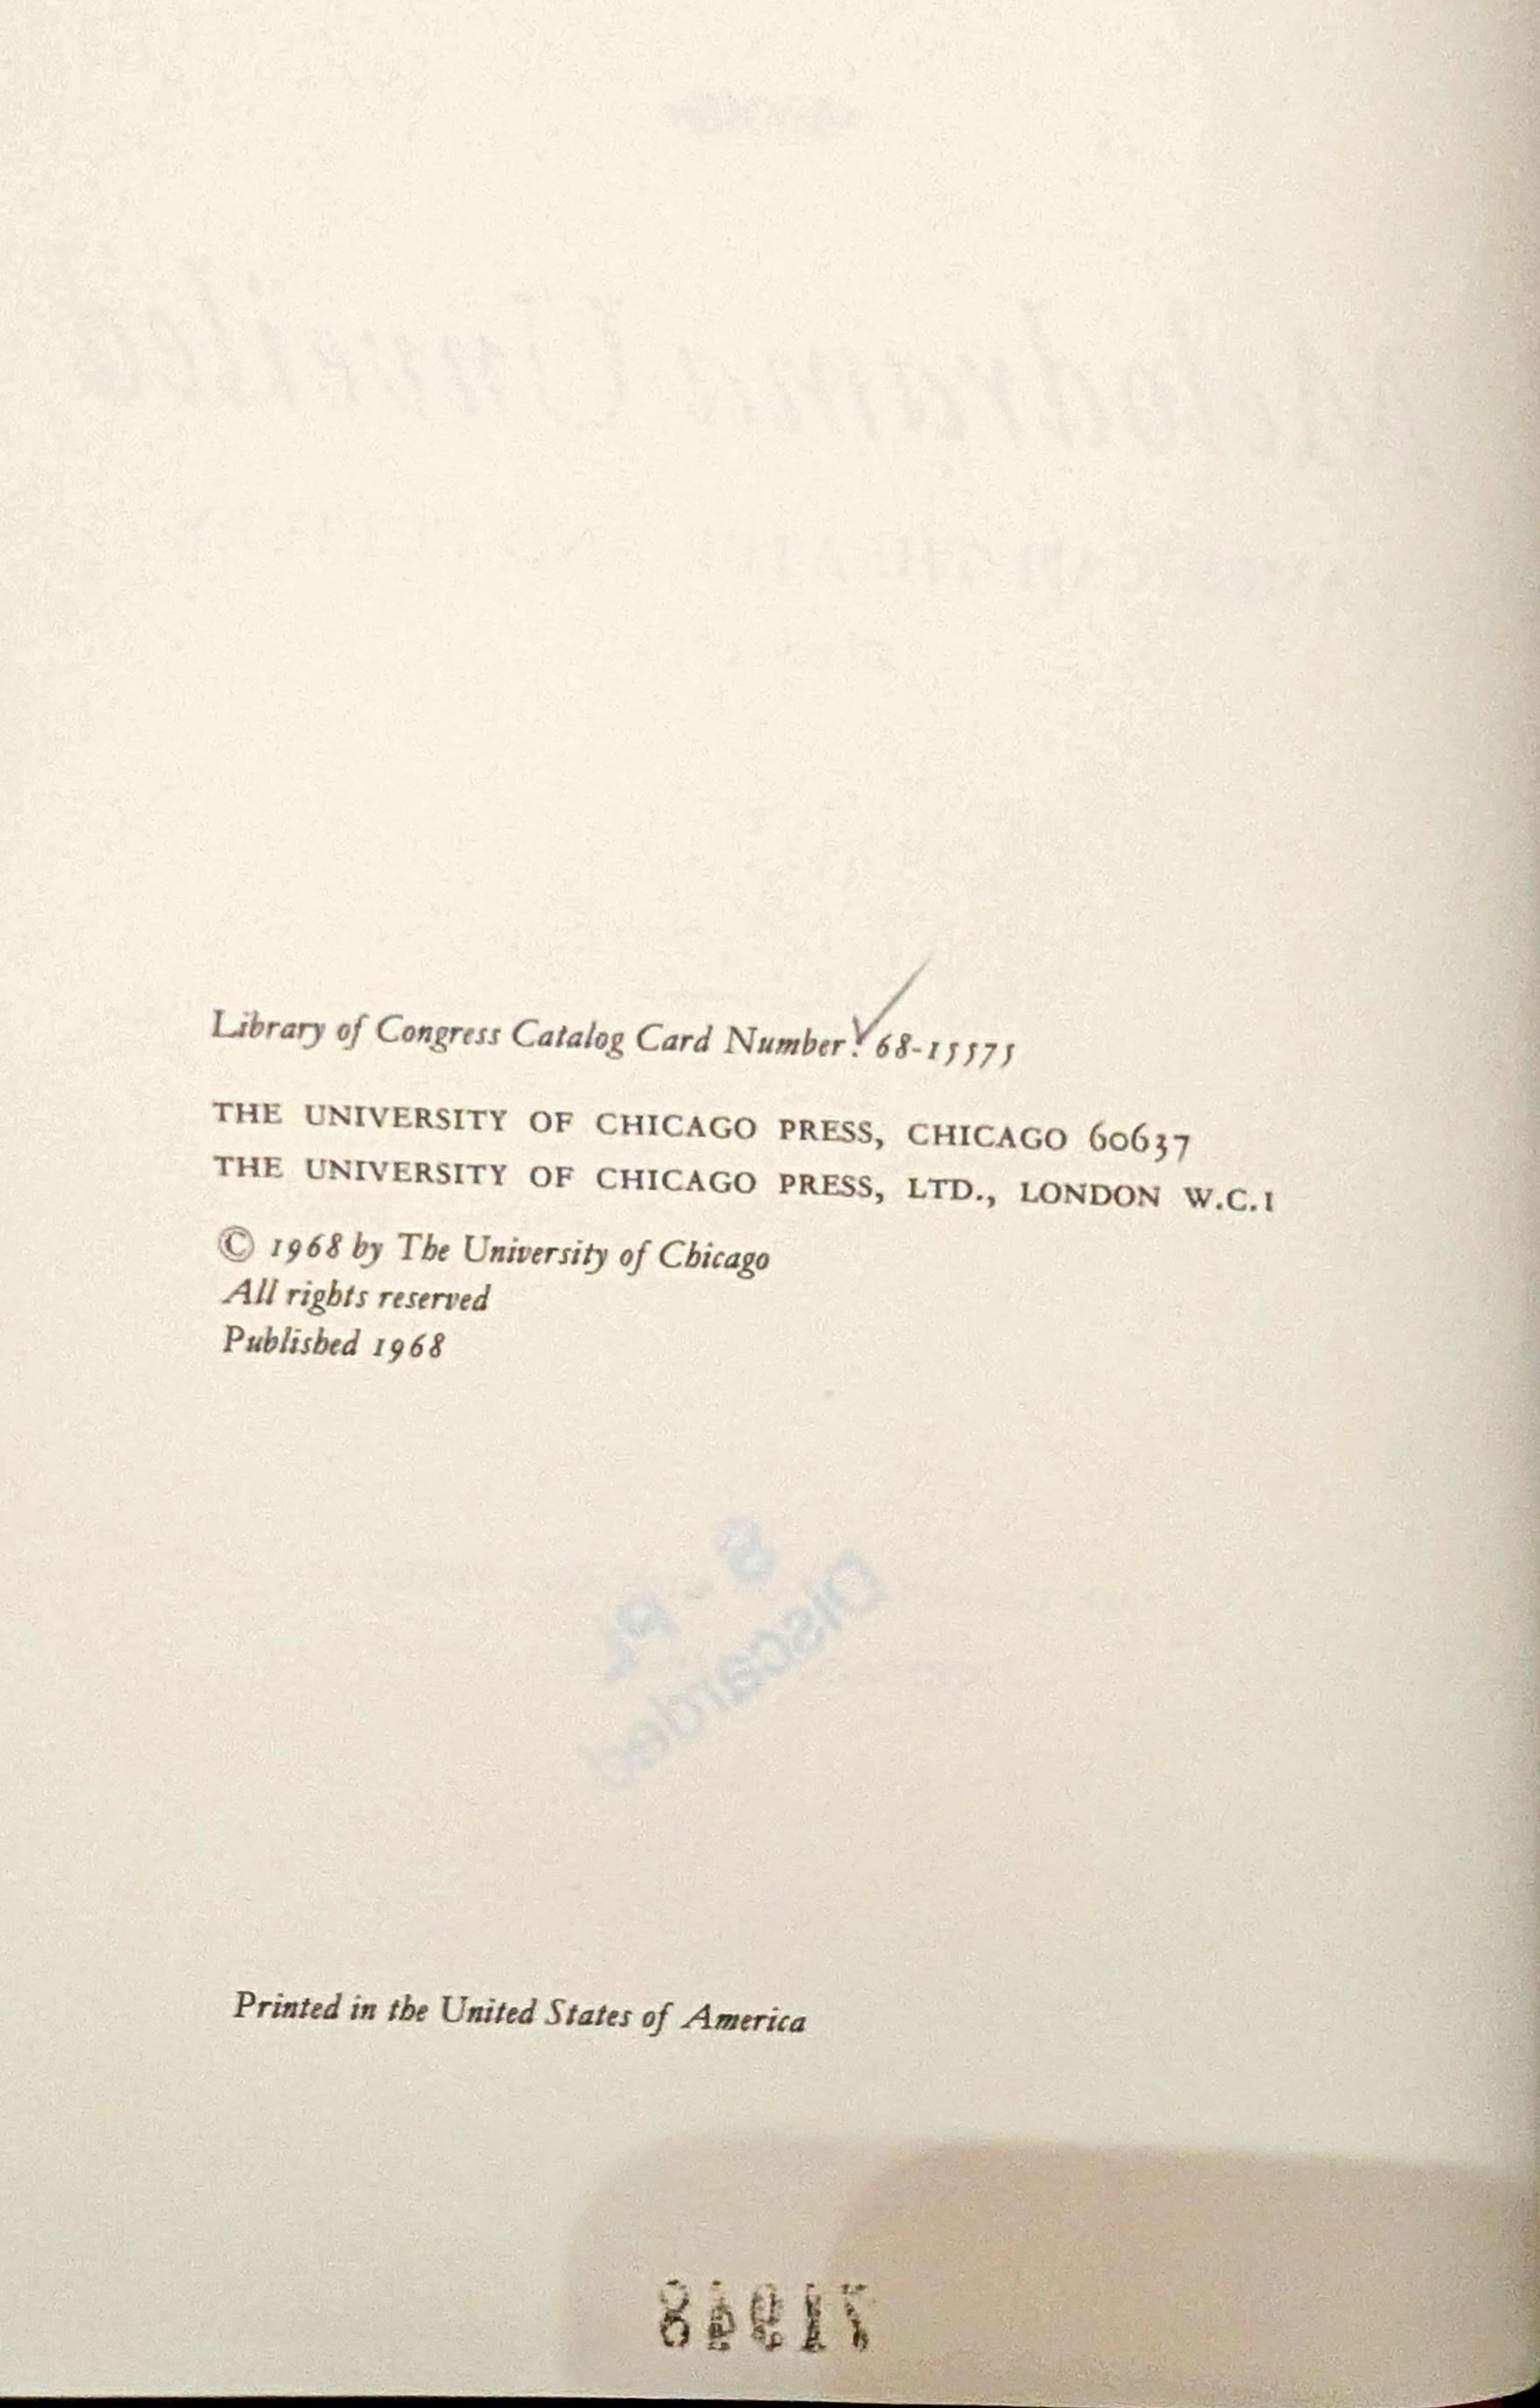 Library of Congress Catalog Card Number: 68-15575
THE UNIVERSITY OF CHICAGO PRESS, CHICAGO 60637
THE UNIVERSITY OF CHICAGO PRESS, LTD., LONDON W.C.1
© 1968 by The University of Chicago
All rights reserved
Published 1968
Discarded
Printed in the United States of America